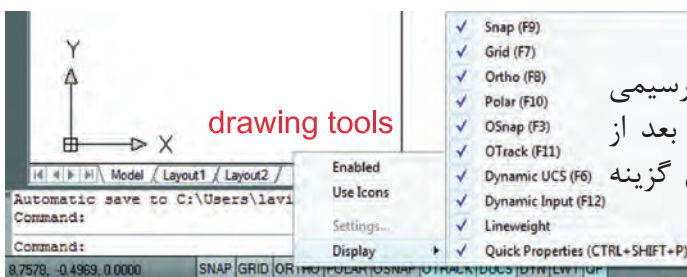 Snap (F9)
Grid (F7)
Ortho (F8)
Polar (F10)
OSnap (F3)
OTrack (F11)
Dynamic UCS (F6)
Dynamic Input (F12)
Lineweight
Quick Properties (CTRL+SHIFT+P)
رسیمی
بعد از
گزینه
Y
X
drawing tools
Enabled
Use Icons
Settings...
Display
Model / Layout1 / Layout2 /
Automatic save to C:\Users\lavi
Command:
Command:
8.7578, -0.4969, 0.0000 SNAP GRID ORTHO POLAR OSNAP OTRACK DUCS DYN LWT QP